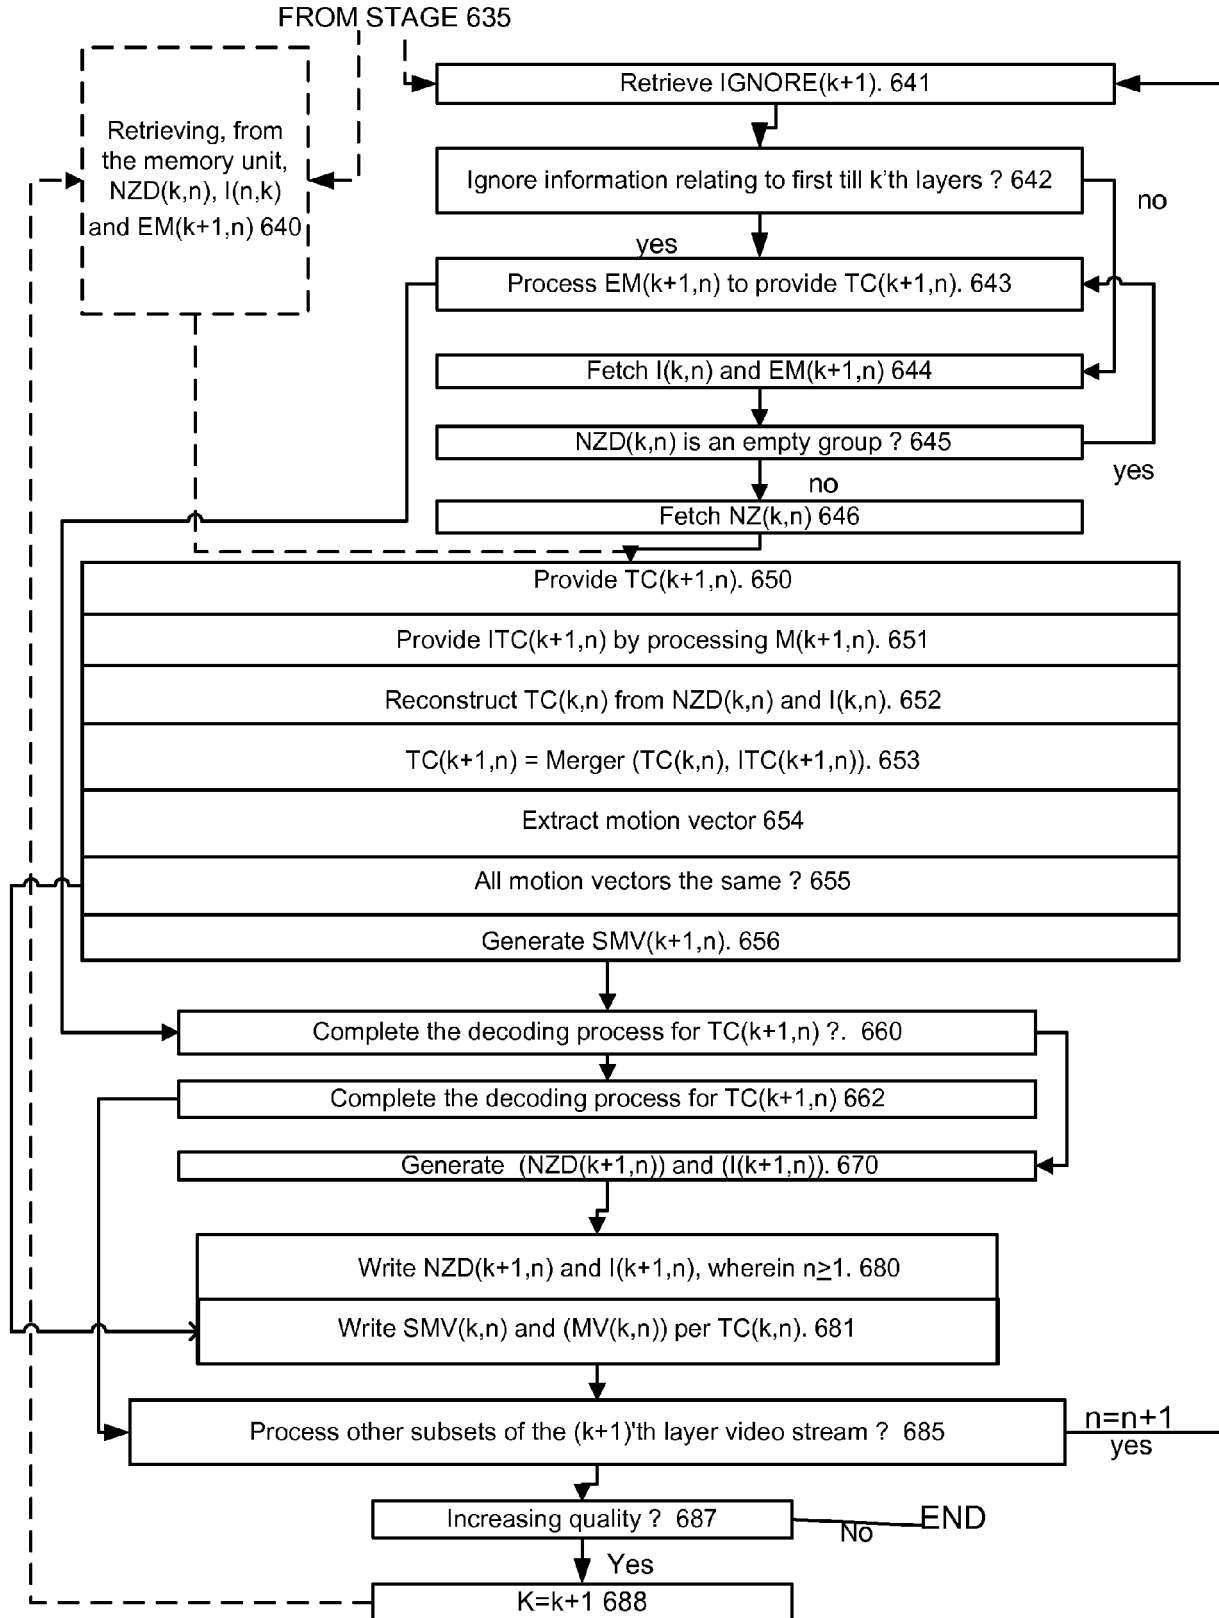 FROM STAGE 635
Retrieve IGNORE(k+1). 641
Retrieving, from
the memory unit,
NZD(k,n), I(n,k)
and EM(k+1,n) 640
Ignore information relating to first till k'th layers ? 642
no
yes
Process EM(k+1,n) to provide TC(k+1,n). 643
Fetch I(k,n) and EM(k+1,n) 644
NZD(k,n) is an empty group ? 645
yes
no
Fetch NZ(k,n) 646
Provide TC(k+1,n). 650
Provide ITC(k+1,n) by processing M(k+1,n). 651
Reconstruct TC(k,n) from NZD(k,n) and I(k,n). 652
TC(k+1,n) = Merger (TC(k,n), ITC(k+1,n)). 653
Extract motion vector 654
All motion vectors the same ? 655
Generate SMV(k+1,n). 656
Complete the decoding process for TC(k+1,n) ?. 660
Complete the decoding process for TC(k+1,n) 662
Generate (NZD(k+1,n)) and (I(k+1,n)). 670
Write NZD(k+1,n) and I(k+1,n), wherein n≥1. 680
Write SMV(k,n) and (MV(k,n)) per TC(k,n). 681
Process other subsets of the (k+1)'th layer video stream ? 685
n=n+1
yes
Increasing quality ? 687
No
END
Yes
K=k+1 688